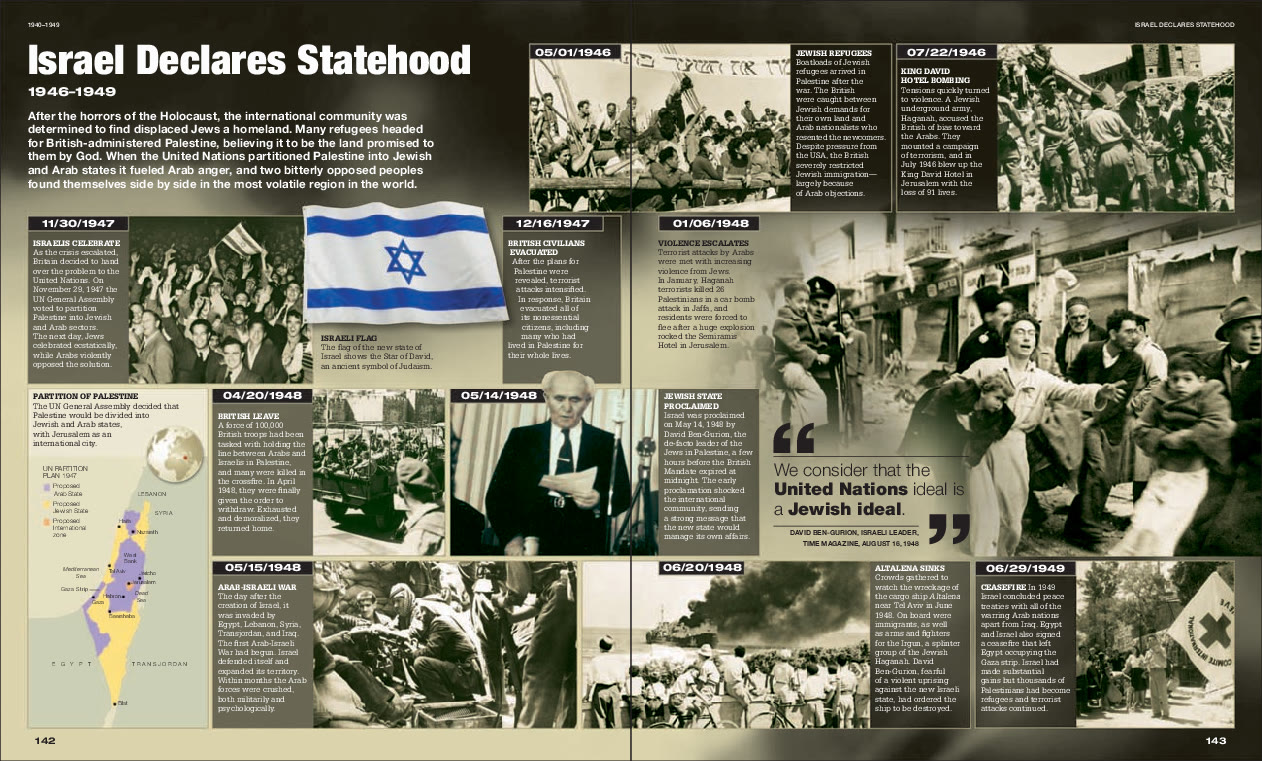 1940–1949
ISRAEL DECLARES STATEHOOD
Israel Declares Statehood
1946–1949
After the horrors of the Holocaust, the international community was
determined to find displaced Jews a homeland. Many refugees headed
for British-administered Palestine, believing it to be the land promised to
them by God. When the United Nations partitioned Palestine into Jewish
and Arab states it fueled Arab anger, and two bitterly opposed peoples
found themselves side by side in the most volatile region in the world.
05/01/1946
JEWISH REFUGEES
Boatloads of Jewish
refugees arrived in
Palestine after the
war. The British
were caught between
Jewish demands for
their own land and
Arab nationalists who
resented the newcomers.
Despite pressure from
the USA, the British
severely restricted
Jewish immigration—
largely because
of Arab objections.
07/22/1946
KING DAVID
HOTEL BOMBING
Tensions quickly turned
to violence. A Jewish
underground army,
Haganah, accused the
British of bias toward
the Arabs. They
mounted a campaign
of terrorism, and in
July 1946 blew up the
King David Hotel in
Jerusalem with the
loss of 91 lives.
11/30/1947
ISRAELIS CELEBRATE
As the crisis escalated,
Britain decided to hand
over the problem to the
United Nations. On
November 29, 1947 the
UN General Assembly
voted to partition
Palestine into Jewish
and Arab sectors.
The next day, Jews
celebrated ecstatically,
while Arabs violently
opposed the solution.
ISRAELI FLAG
The flag of the new state of
Israel shows the Star of David,
an ancient symbol of Judaism.
12/16/1947
BRITISH CIVILIANS
EVACUATED
After the plans for
Palestine were
revealed, terrorist
attacks intensified.
In response, Britain
evacuated all of
its nonessential
citizens, including
many who had
lived in Palestine for
their whole lives.
01/06/1948
VIOLENCE ESCALATES
Terrorist attacks by Arabs
were met with increasing
violence from Jews.
In January, Haganah
terrorists killed 26
Palestinians in a car bomb
attack in Jaffa, and
residents were forced to
flee after a huge explosion
rocked the Semiramis
Hotel in Jerusalem.
PARTITION OF PALESTINE
The UN General Assembly decided that
Palestine would be divided into
Jewish and Arab states,
with Jerusalem as an
international city.
UN PARTITION
PLAN 1947
Proposed
Arab State
Proposed
Jewish State
Proposed
International
zone
LEBANON
SYRIA
Haifa
Nazareth
West
Bank
Mediterranean
Sea
Tel Aviv
Jericho
Jerusalem
Gaza Strip
Hebron
Dead
Sea
Gaza
Beersheba
EGYPT
TRANSJORDAN
Eilat
04/20/1948
BRITISH LEAVE
A force of 100,000
British troops had been
tasked with holding the
line between Arabs and
Israelis in Palestine,
and many were killed in
the crossfire. In April
1948, they were finally
given the order to
withdraw. Exhausted
and demoralized, they
returned home.
05/14/1948
JEWISH STATE
PROCLAIMED
Israel was proclaimed
on May 14, 1948 by
David Ben-Gurion, the
de-facto leader of the
Jews in Palestine, a few
hours before the British
Mandate expired at
midnight. The early
proclamation shocked
the international
community, sending
a strong message that
the new state would
manage its own affairs.
“
We consider that the
United Nations ideal is
a Jewish ideal.
”
DAVID BEN-GURION, ISRAELI LEADER,
TIME MAGAZINE, AUGUST 16, 1948
05/15/1948
ARAB-ISRAELI WAR
The day after the
creation of Israel, it
was invaded by
Egypt, Lebanon, Syria,
Transjordan, and Iraq.
The first Arab-Israeli
War had begun. Israel
defended itself and
expanded its territory.
Within months the Arab
forces were crushed,
both militarily and
psychologically.
06/20/1948
ALTALENA SINKS
Crowds gathered to
watch the wreckage of
the cargo ship Altalena
near Tel Aviv in June
1948. On board were
immigrants, as well
as arms and fighters
for the Irgun, a splinter
group of the Jewish
Haganah. David
Ben-Gurion, fearful
of a violent uprising
against the new Israeli
state, had ordered the
ship to be destroyed.
06/29/1949
CEASEFIRE In 1949
Israel concluded peace
treaties with all of the
warring Arab nations
apart from Iraq. Egypt
and Israel also signed
a ceasefire that left
Egypt occupying the
Gaza strip. Israel had
made substantial
gains but thousands of
Palestinians had become
refugees and terrorist
attacks continued.
COMITE INTERNATIONAL
142
143